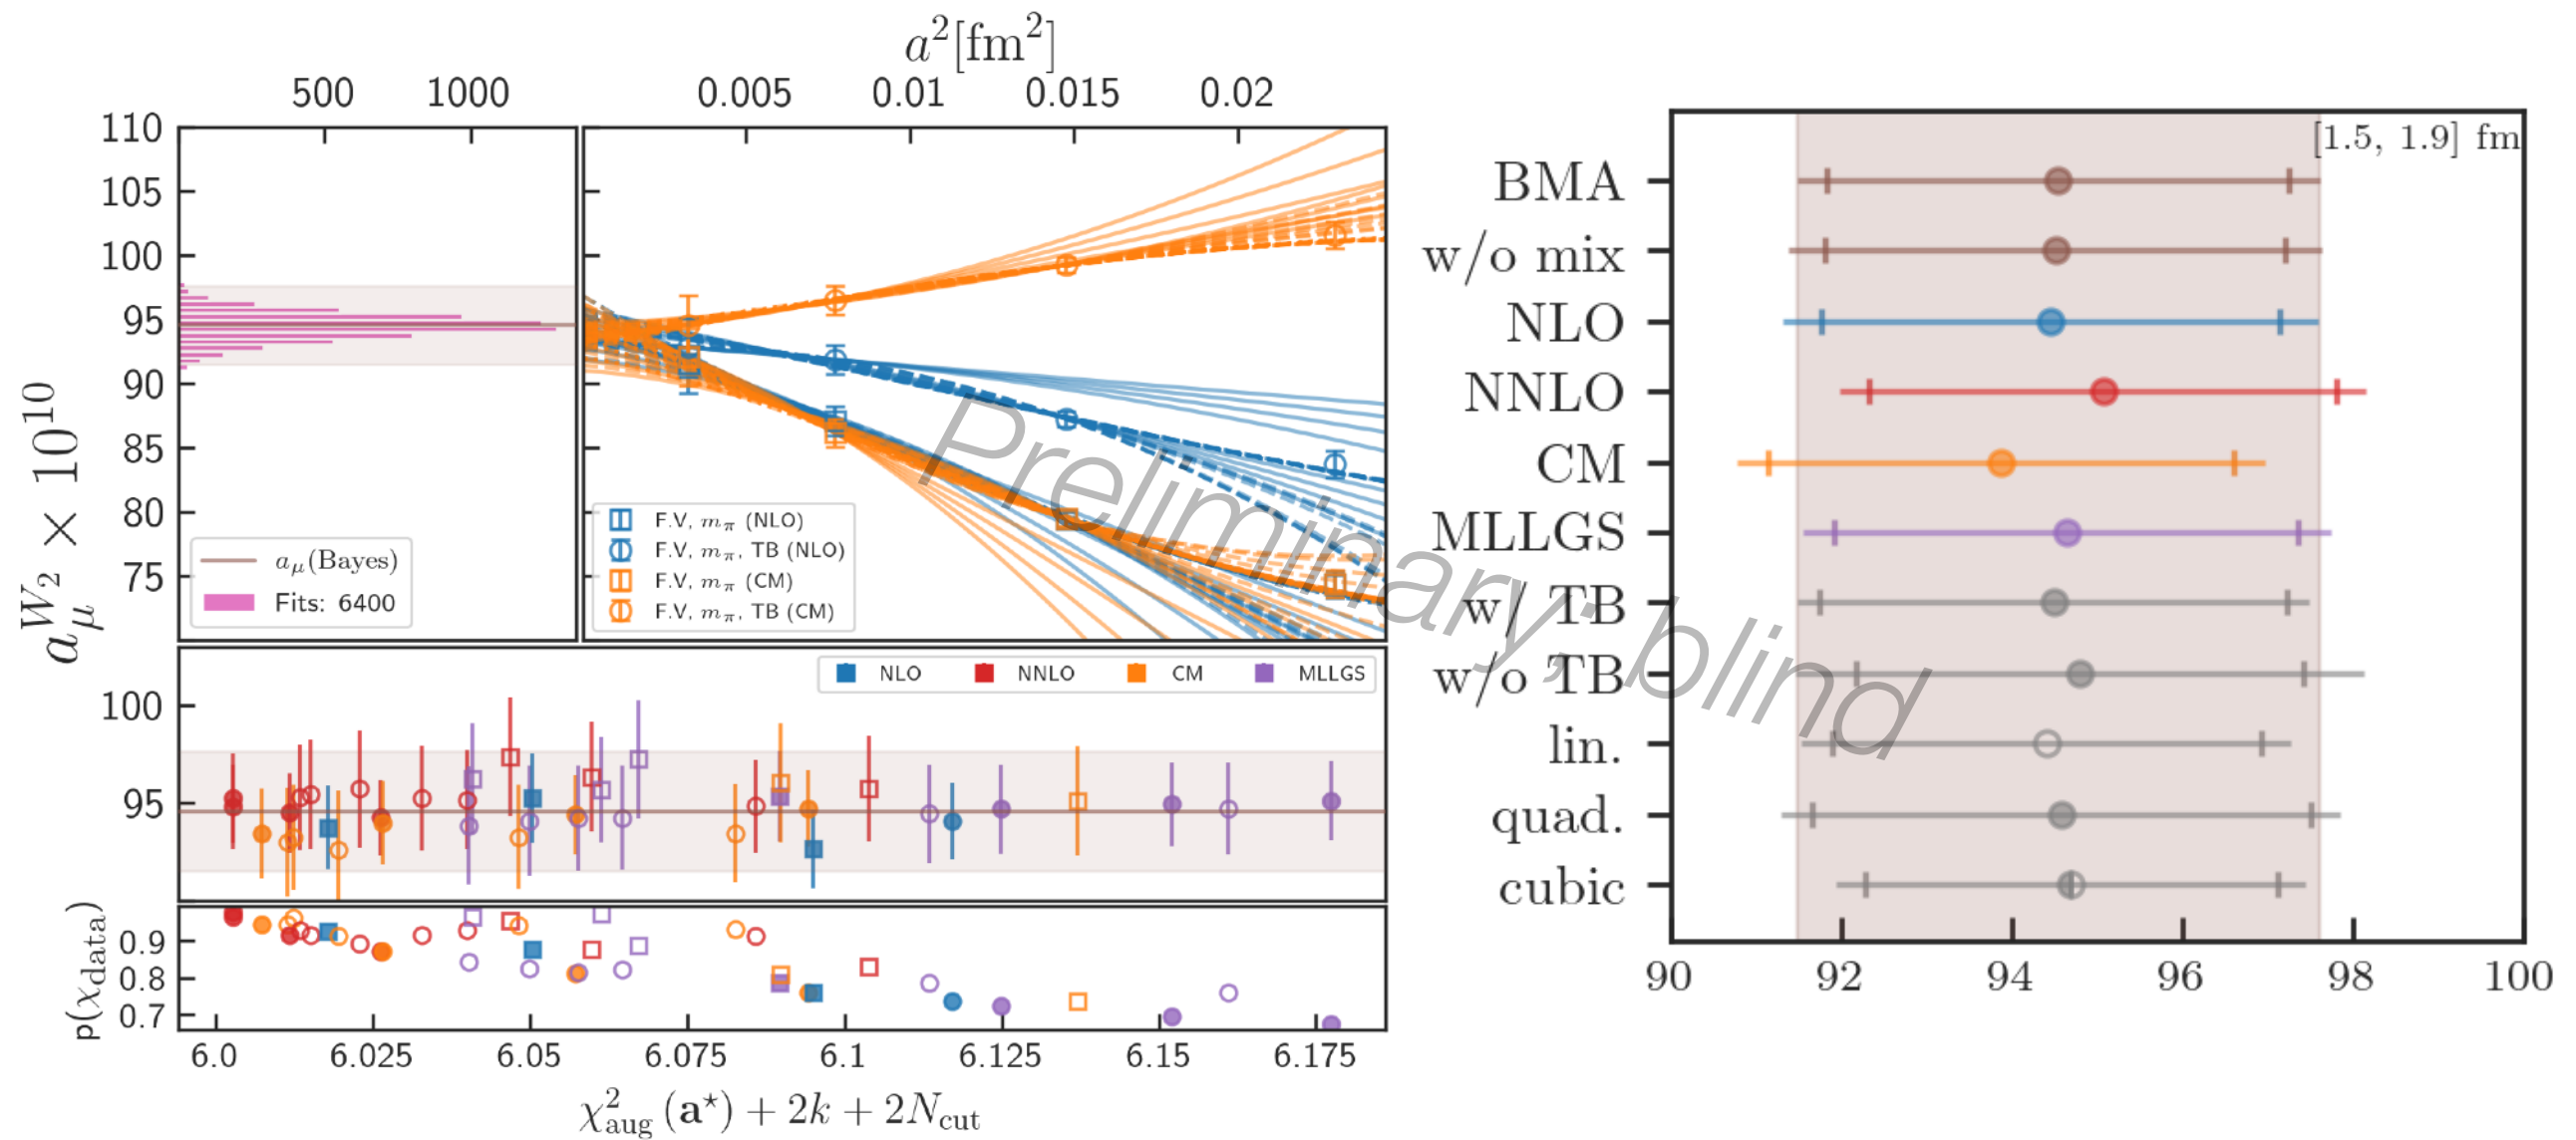 a²[fm²]
500 1000 0.005 0.01 0.015 0.02
110
105
100
95
90
85
80
75
a_μ^{W_2} × 10^{10}
a_μ(Bayes)
Fits: 6400
F.V, m_π (NLO)
F.V, m_π, TB (NLO)
F.V, m_π (CM)
F.V, m_π, TB (CM)
NLO NNLO CM MLLGS
100
95
p(χ_data)
0.9
0.8
0.7
6.0 6.025 6.05 6.075 6.1 6.125 6.15 6.175
χ²_aug (a*) + 2k + 2N_cut
[1.5, 1.9] fm
BMA
w/o mix
NLO
NNLO
CM
MLLGS
w/ TB
w/o TB
lin.
quad.
cubic
90 92 94 96 98 100
Preliminary; blind